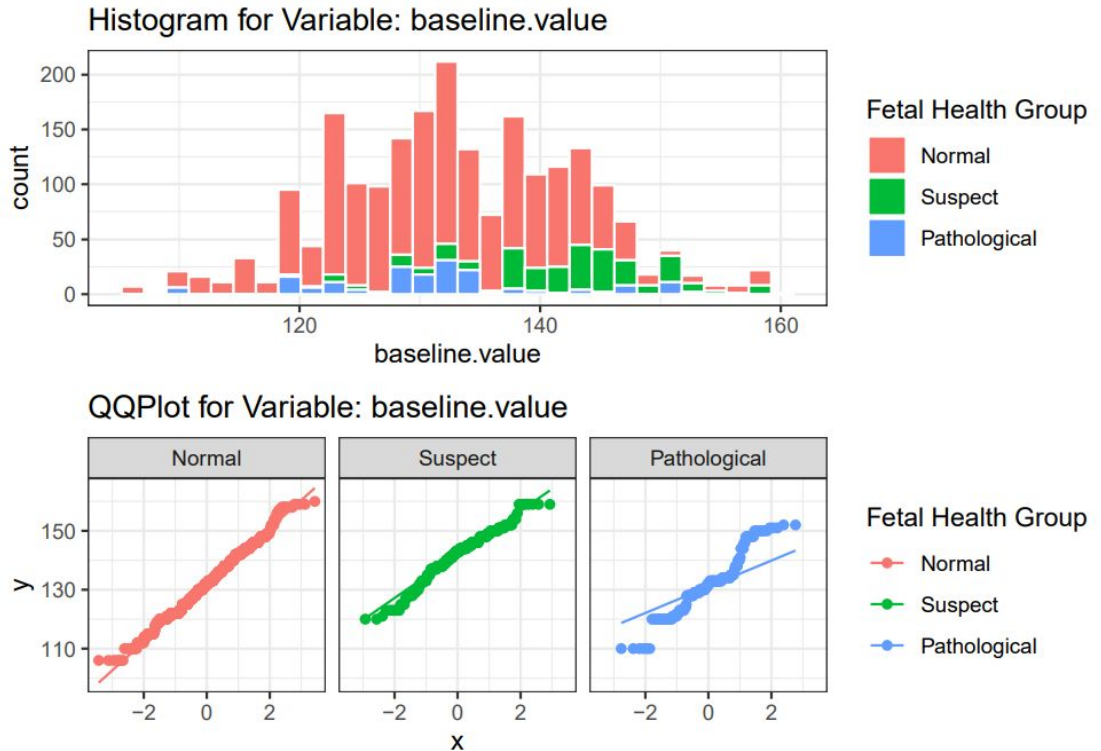 Histogram for Variable: baseline.value
200
150
100
50
0
count
120 140 160
baseline.value
Fetal Health Group
Normal
Suspect
Pathological
QQPlot for Variable: baseline.value
Normal Suspect Pathological
150
130
110
y
−2 0 2 −2 0 2 −2 0 2
x
Fetal Health Group
Normal
Suspect
Pathological